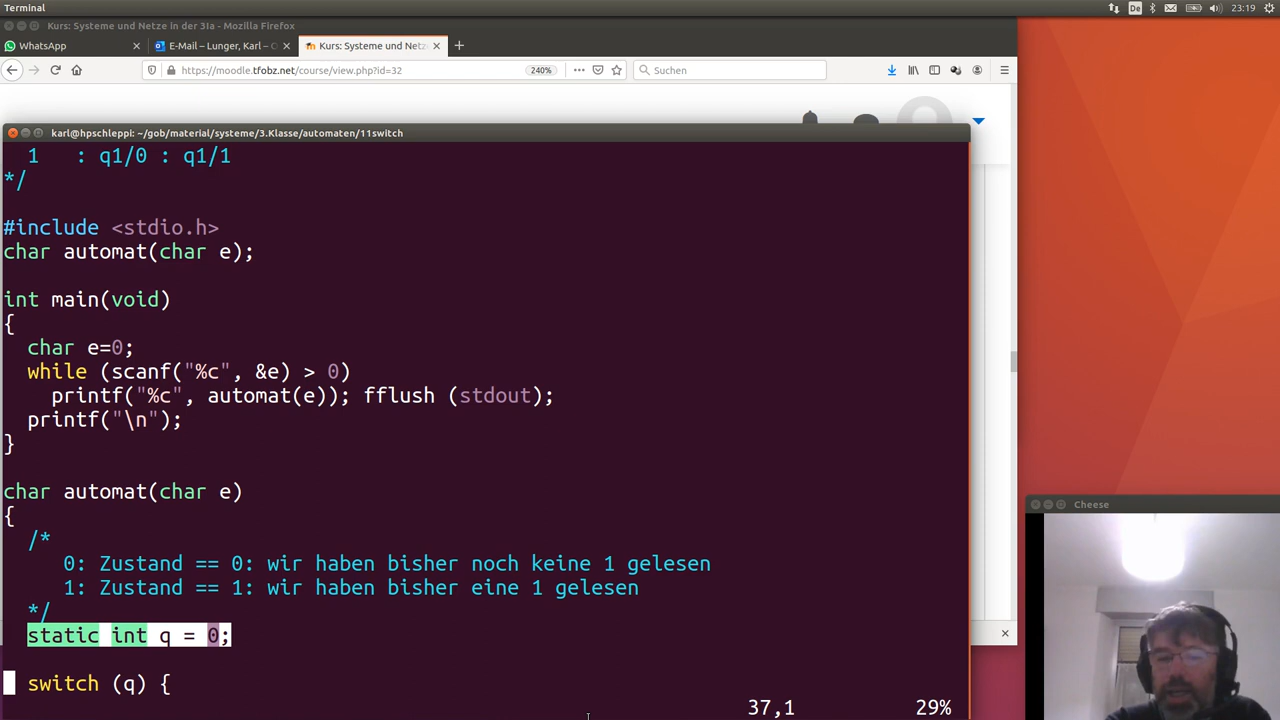 Terminal
De
23:19
Kurs: Systeme und Netze in der 3Ia - Mozilla Firefox
WhatsApp
E-Mail – Lunger, Karl – O
Kurs: Systeme und Netz
https://moodle.tfobz.net/course/view.php?id=32
240%
Suchen
karl@hpschleppi: ~/gob/material/systeme/3.Klasse/automaten/11switch
1 : q1/0 : q1/1
*/
#include <stdio.h>
char automat(char e);
int main(void)
{
char e=0;
while (scanf("%c", &e) > 0)
printf("%c", automat(e)); fflush (stdout);
printf("\n");
}
char automat(char e)
{
/*
0: Zustand == 0: wir haben bisher noch keine 1 gelesen
1: Zustand == 1: wir haben bisher eine 1 gelesen
*/
static int q = 0;
switch (q) {
37,1 29%
Cheese